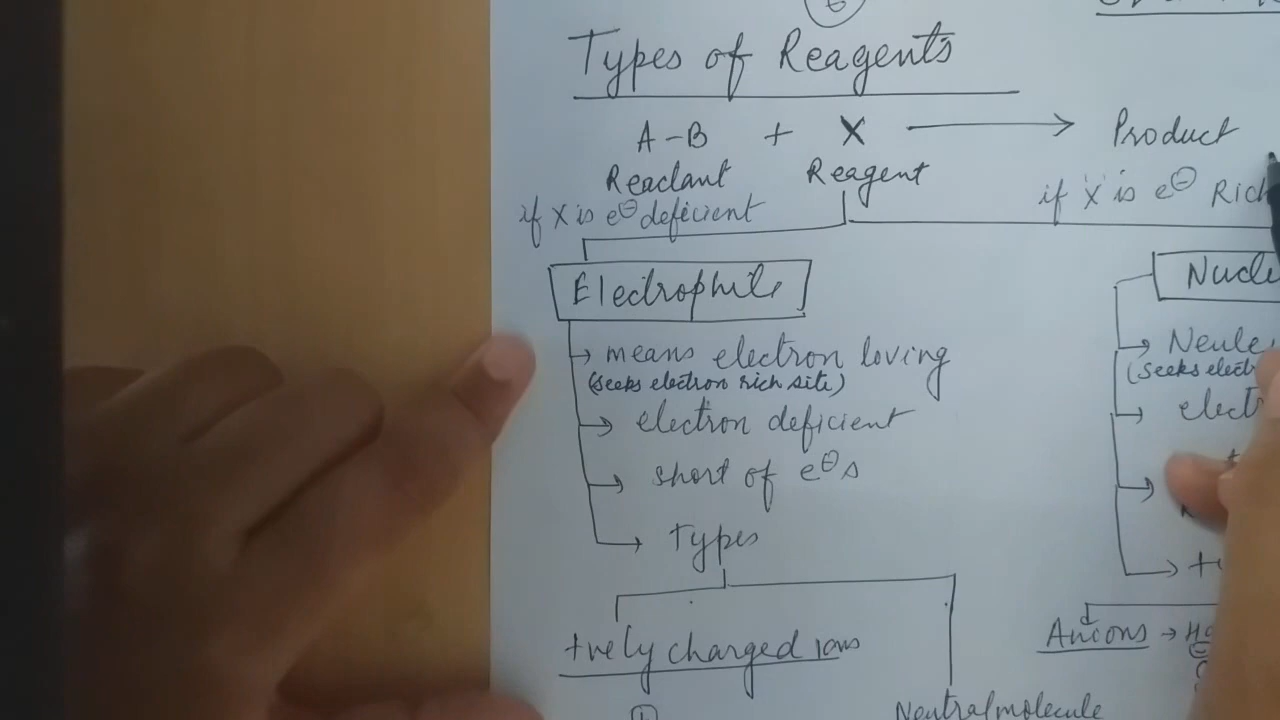 Types of Reagents
A-B + X → Product
Reactant Reagent
if X is e⊖ deficient
if 'X' is e⊖ Rich
Electrophile
→ means electron loving
(seeks electron rich site)
→ electron deficient
→ short of e⊖s
→ Types
+vely charged ions
Neutral molecule
Anions →